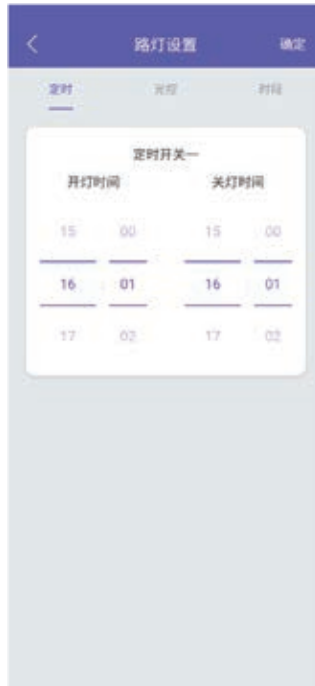 路灯设置 确定
定时 光控 时间
定时开关一
开灯时间 关灯时间
15 00 15 00
16 01 16 01
17 02 17 02